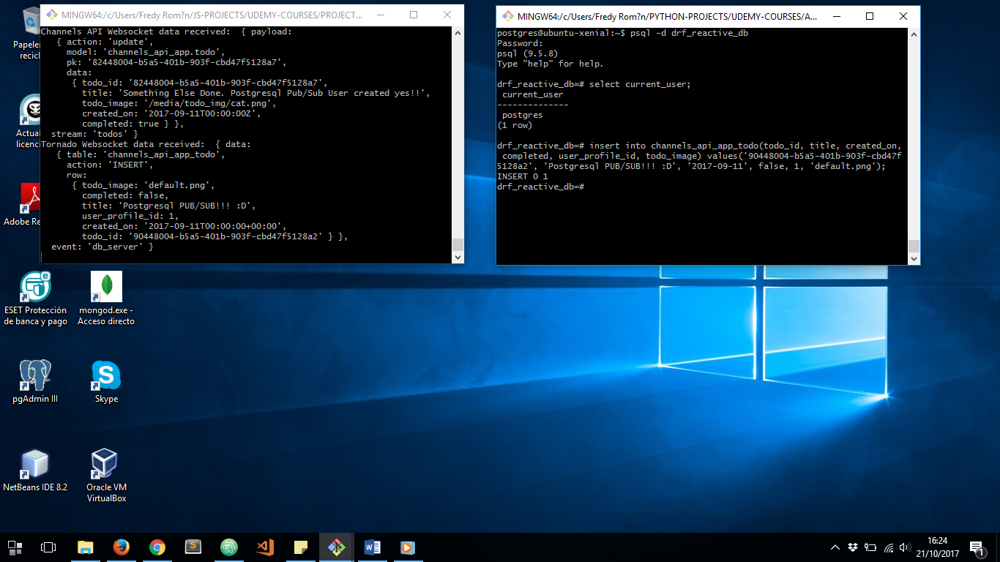 MINGW64:/c/Users/Fredy Rom?n/JS-PROJECTS/UDEMY-COURSES/PROJECT...
Channels API Websocket data received:  { payload:
   { action: 'update',
     model: 'channels_api_app.todo',
     pk: '82448004-b5a5-401b-903f-cbd47f5128a7',
     data:
      { todo_id: '82448004-b5a5-401b-903f-cbd47f5128a7',
        title: 'Something Else Done. Postgresql Pub/Sub User created yes!!',
        todo_image: '/media/todo_img/cat.png',
        created_on: '2017-09-11T00:00:00Z',
        completed: true } },
  stream: 'todos' }
Tornado Websocket data received:  { data:
   { table: 'channels_api_app_todo',
     action: 'INSERT',
     row:
      { todo_image: 'default.png',
        completed: false,
        title: 'Postgresql PUB/SUB!!! :D',
        user_profile_id: 1,
        created_on: '2017-09-11T00:00:00+00:00',
        todo_id: '90448004-b5a5-401b-903f-cbd47f5128a2' } },
  event: 'db_server' }
MINGW64:/c/Users/Fredy Rom?n/PYTHON-PROJECTS/UDEMY-COURSES/A...
postgres@ubuntu-xenial:~$ psql -d drf_reactive_db
Password:
psql (9.5.8)
Type "help" for help.
drf_reactive_db=# select current_user;
 current_user
--------------
 postgres
(1 row)
drf_reactive_db=# insert into channels_api_app_todo(todo_id, title, created_on,
 completed, user_profile_id, todo_image) values('90448004-b5a5-401b-903f-cbd47f
5128a2', 'Postgresql PUB/SUB!!! :D', '2017-09-11', false, 1, 'default.png');
INSERT 0 1
drf_reactive_db=#
Papeler
recicl
Actual
licenci
Adobe Re
ESET Protección
de banca y pago
mongod.exe -
Acceso directo
pgAdmin III
Skype
NetBeans IDE 8.2
Oracle VM
VirtualBox
16:24
21/10/2017
1